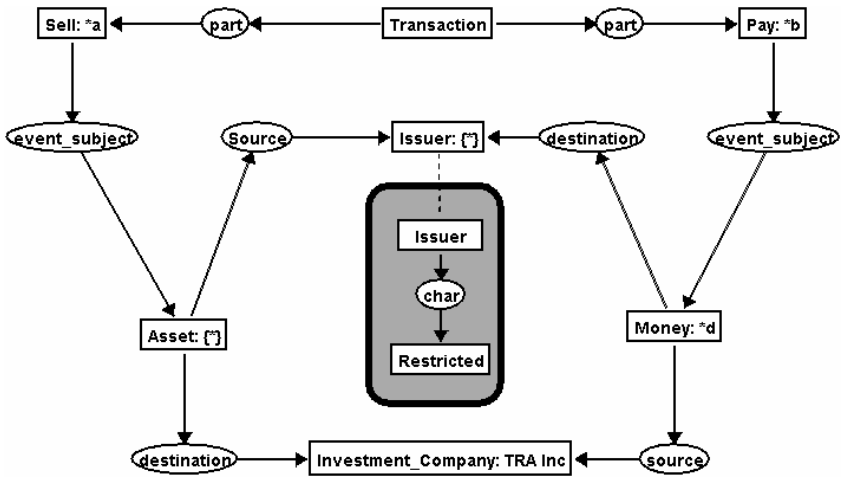 Sell: *a
part
Transaction
part
Pay: *b
event_subject
Source
Issuer: {*}
destination
event_subject
Issuer
char
Restricted
Asset: {*}
Money: *d
destination
Investment_Company: TRA Inc
source